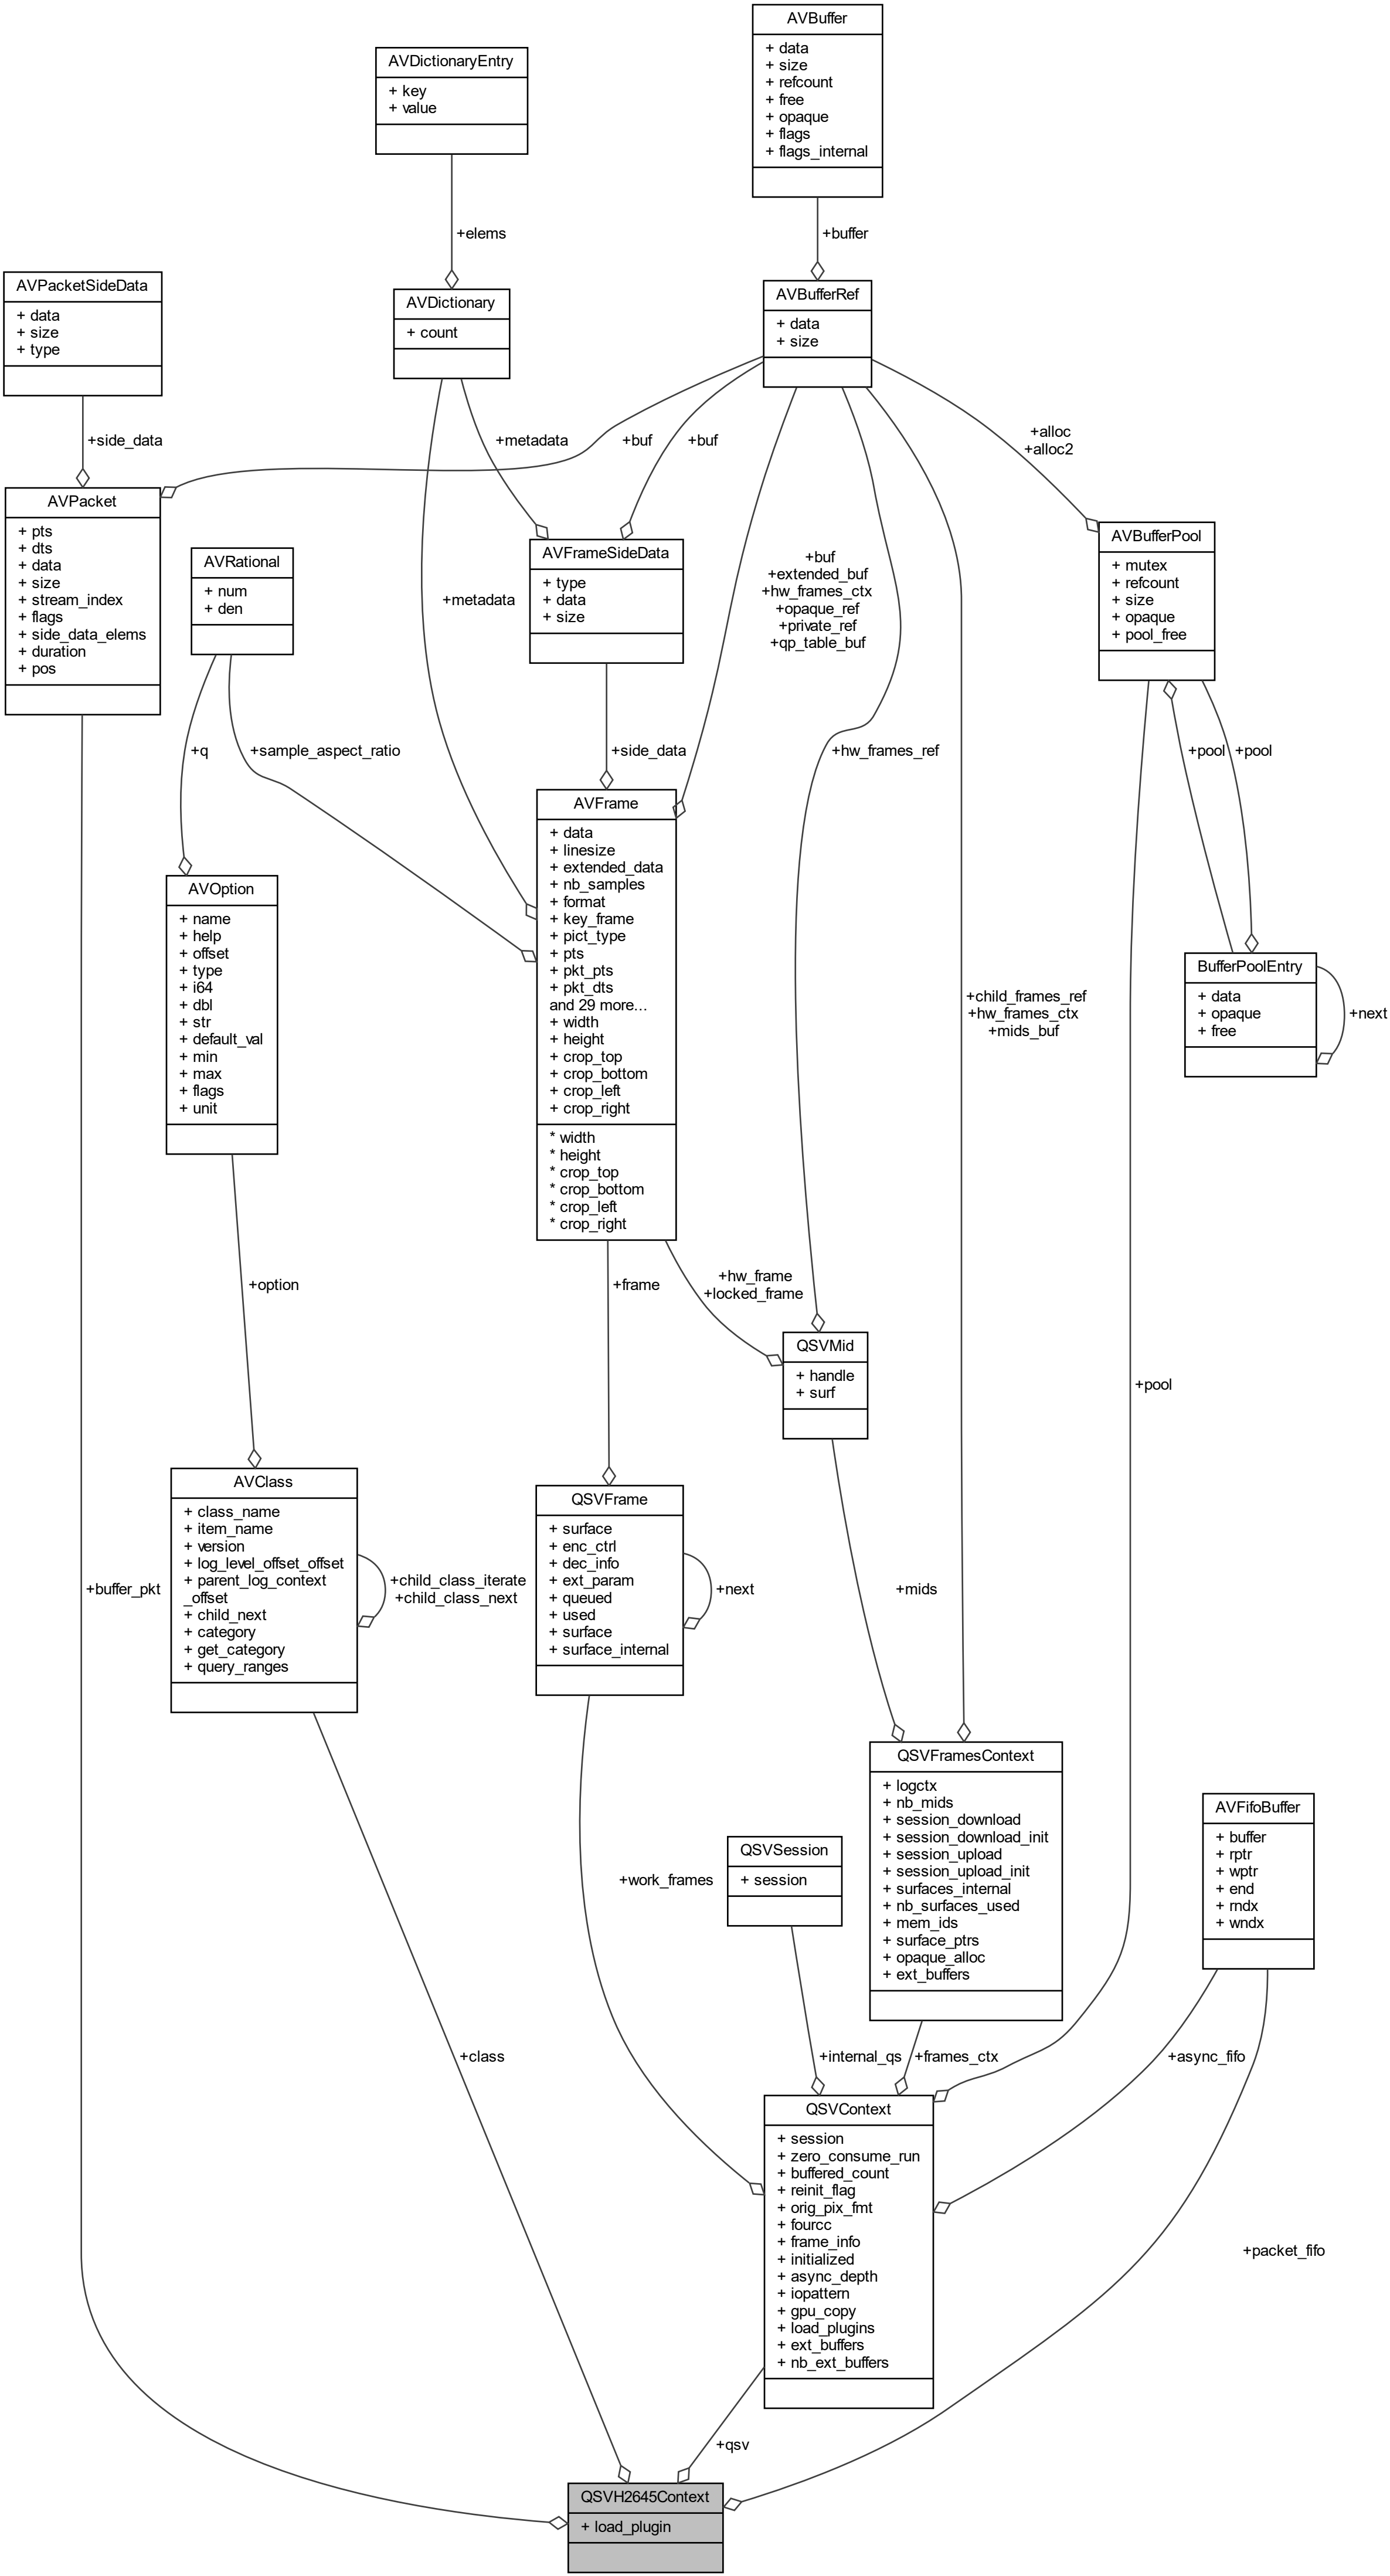 AVBuffer
+ data
+ size
+ refcount
+ free
+ opaque
+ flags
+ flags_internal
AVDictionaryEntry
+ key
+ value
+elems
+buffer
AVPacketSideData
+ data
+ size
+ type
AVDictionary
+ count
AVBufferRef
+ data
+ size
+side_data
+metadata
+buf
+buf
+alloc
+alloc2
AVPacket
+ pts
+ dts
+ data
+ size
+ stream_index
+ flags
+ side_data_elems
+ duration
+ pos
AVRational
+ num
+ den
+metadata
AVFrameSideData
+ type
+ data
+ size
+buf
+extended_buf
+hw_frames_ctx
+opaque_ref
+private_ref
+qp_table_buf
AVBufferPool
+ mutex
+ refcount
+ size
+ opaque
+ pool_free
+q
+sample_aspect_ratio
+side_data
+hw_frames_ref
+pool
+pool
AVOption
+ name
+ help
+ offset
+ type
+ i64
+ dbl
+ str
+ default_val
+ min
+ max
+ flags
+ unit
AVFrame
+ data
+ linesize
+ extended_data
+ nb_samples
+ format
+ key_frame
+ pict_type
+ pts
+ pkt_pts
+ pkt_dts
and 29 more...
+ width
+ height
+ crop_top
+ crop_bottom
+ crop_left
+ crop_right
* width
* height
* crop_top
* crop_bottom
* crop_left
* crop_right
+child_frames_ref
+hw_frames_ctx
+mids_buf
BufferPoolEntry
+ data
+ opaque
+ free
+next
+option
+frame
+hw_frame
+locked_frame
QSVMid
+ handle
+ surf
+pool
AVClass
+ class_name
+ item_name
+ version
+ log_level_offset_offset
+ parent_log_context
_offset
+ child_next
+ category
+ get_category
+ query_ranges
+child_class_iterate
+child_class_next
QSVFrame
+ surface
+ enc_ctrl
+ dec_info
+ ext_param
+ queued
+ used
+ surface
+ surface_internal
+next
+mids
+buffer_pkt
QSVFramesContext
+ logctx
+ nb_mids
+ session_download
+ session_download_init
+ session_upload
+ session_upload_init
+ surfaces_internal
+ nb_surfaces_used
+ mem_ids
+ surface_ptrs
+ opaque_alloc
+ ext_buffers
AVFifoBuffer
+ buffer
+ rptr
+ wptr
+ end
+ rndx
+ wndx
+work_frames
QSVSession
+ session
+class
+internal_qs
+frames_ctx
+async_fifo
QSVContext
+ session
+ zero_consume_run
+ buffered_count
+ reinit_flag
+ orig_pix_fmt
+ fourcc
+ frame_info
+ initialized
+ async_depth
+ iopattern
+ gpu_copy
+ load_plugins
+ ext_buffers
+ nb_ext_buffers
+packet_fifo
+qsv
QSVH2645Context
+ load_plugin